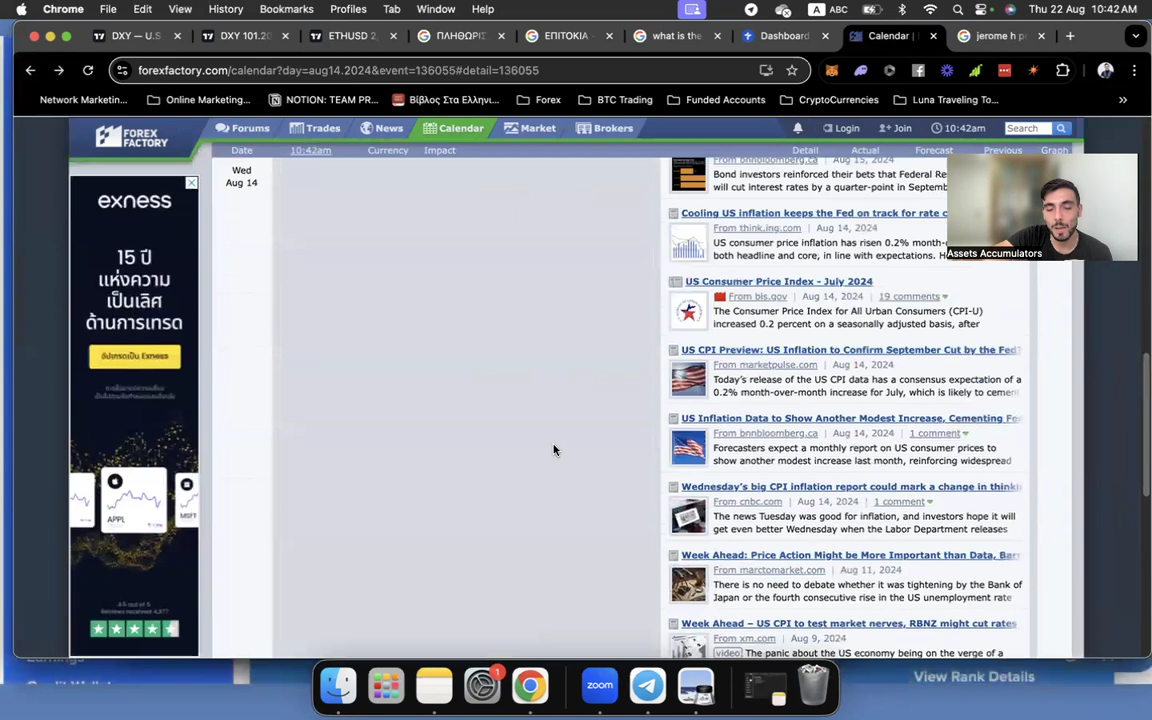 Chrome File Edit View History Bookmarks Profiles Tab Window Help A ABC Thu 22 Aug 10:42 AM
DXY — U.S DXY 101.20 ETHUSD 2, ΠΛΗΘΩΡΙΣ ΕΠΙΤΟΚΙΑ what is the Dashboard Calendar | jerome h p
forexfactory.com/calendar?day=aug14.2024&event=136055#detail=136055
Network Marketin... Online Marketing... NOTION: TEAM PR... Βίβλος Στα Ελληνι... Forex BTC Trading Funded Accounts CryptoCurrencies Luna Traveling To... »
FOREX
FACTORY
Forums Trades News Calendar Market Brokers Login Join 10:42am Search
Date 10:42am Currency Impact Detail Actual Forecast Previous Graph
Wed
Aug 14
From bnnbloomberg.ca Aug 15, 2024
Bond investors reinforced their bets that Federal Re
will cut interest rates by a quarter-point in Septemb
Cooling US inflation keeps the Fed on track for rate c
From think.ing.com | Aug 14, 2024
US consumer price inflation has risen 0.2% month-
both headline and core, in line with expectations. H
Assets Accumulators
US Consumer Price Index - July 2024
From bls.gov | Aug 14, 2024 | 19 comments
The Consumer Price Index for All Urban Consumers (CPI-U)
increased 0.2 percent on a seasonally adjusted basis, after
US CPI Preview: US Inflation to Confirm September Cut by the Fed?
From marketpulse.com | Aug 14, 2024
Today's release of the US CPI data has a consensus expectation of a
0.2% month-over-month increase for July, which is likely to cement
US Inflation Data to Show Another Modest Increase, Cementing Fe
From bnnbloomberg.ca | Aug 14, 2024 | 1 comment
Forecasters expect a monthly report on US consumer prices to
show another modest increase last month, reinforcing widespread
Wednesday's big CPI inflation report could mark a change in thinki
From cnbc.com | Aug 14, 2024 | 1 comment
The news Tuesday was good for inflation, and investors hope it will
get even better Wednesday when the Labor Department releases
Week Ahead: Price Action Might be More Important than Data, Barr
From marctomarket.com | Aug 11, 2024
There is no need to debate whether it was tightening by the Bank of
Japan or the fourth consecutive rise in the US unemployment rate
Week Ahead – US CPI to test market nerves, RBNZ might cut rates
From xm.com | Aug 9, 2024
video The panic about the US economy being on the verge of a
exness
15 ปี
แห่งความ
เป็นเลิศ
ด้านการเทรด
อัปเกรดเป็น Exness
APPL
MSFT
View Rank Details
1
zoom